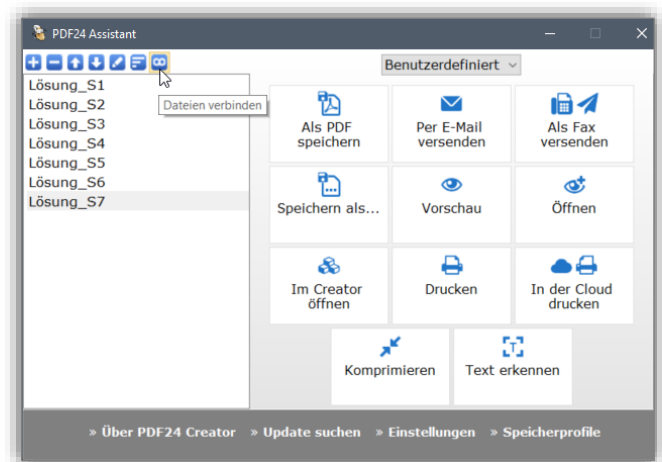 PDF24 Assistant
Benutzerdefiniert
Lösung_S1
Lösung_S2
Lösung_S3
Lösung_S4
Lösung_S5
Lösung_S6
Lösung_S7
Dateien verbinden
Als PDF
speichern
Per E-Mail
versenden
Als Fax
versenden
Speichern als...
Vorschau
Öffnen
Im Creator
öffnen
Drucken
In der Cloud
drucken
Komprimieren
Text erkennen
» Über PDF24 Creator » Update suchen » Einstellungen » Speicherprofile